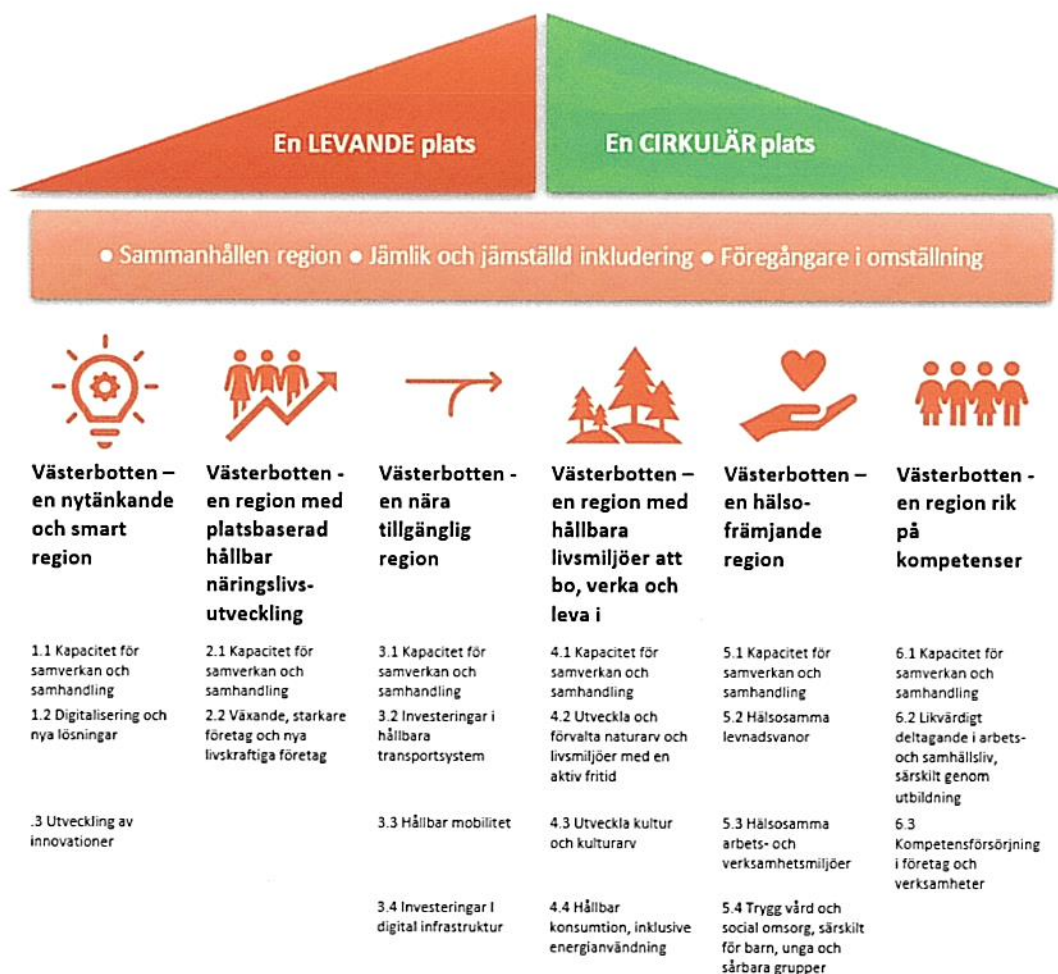 En LEVANDE plats
En CIRKULÄR plats
● Sammanhållen region ● Jämlik och jämställd inkludering ● Föregångare i omställning
Västerbotten –
en nytänkande
och smart
region
Västerbotten -
en region med
platsbaserad
hållbar
näringslivs-
utveckling
Västerbotten -
en nära
tillgänglig
region
Västerbotten –
en region med
hållbara
livsmiljöer att
bo, verka och
leva i
Västerbotten –
en hälso-
främjande
region
Västerbotten -
en region rik
på
kompetenser
1.1 Kapacitet för
samverkan och
samhandling
2.1 Kapacitet för
samverkan och
samhandling
3.1 Kapacitet för
samverkan och
samhandling
4.1 Kapacitet för
samverkan och
samhandling
5.1 Kapacitet för
samverkan och
samhandling
6.1 Kapacitet för
samverkan och
samhandling
1.2 Digitalisering och
nya lösningar
2.2 Växande, starkare
företag och nya
livskraftiga företag
3.2 Investeringar i
hållbara
transportsystem
4.2 Utveckla och
förvalta naturarv och
livsmiljöer med en
aktiv fritid
5.2 Hälsosamma
levnadsvanor
6.2 Likvärdigt
deltagande i arbets-
och samhällsliv,
särskilt genom
utbildning
.3 Utveckling av
innovationer
3.3 Hållbar mobilitet
4.3 Utveckla kultur
och kulturarv
5.3 Hälsosamma
arbets- och
verksamhetsmiljöer
6.3
Kompetensförsörjning
i företag och
verksamheter
3.4 Investeringar I
digital infrastruktur
4.4 Hållbar
konsumtion, inklusive
energianvändning
5.4 Trygg vård och
social omsorg, särskilt
för barn, unga och
sårbara grupper